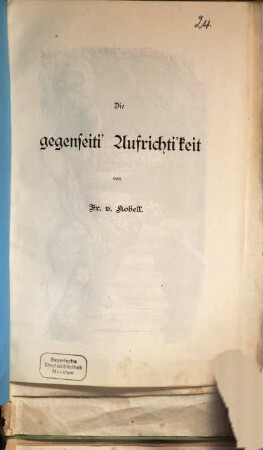 24.
Die
gegenseiti' Aufrichti'keit
von
Fr. v. Kobell.
Bayerische
Staatsbibliothek
München